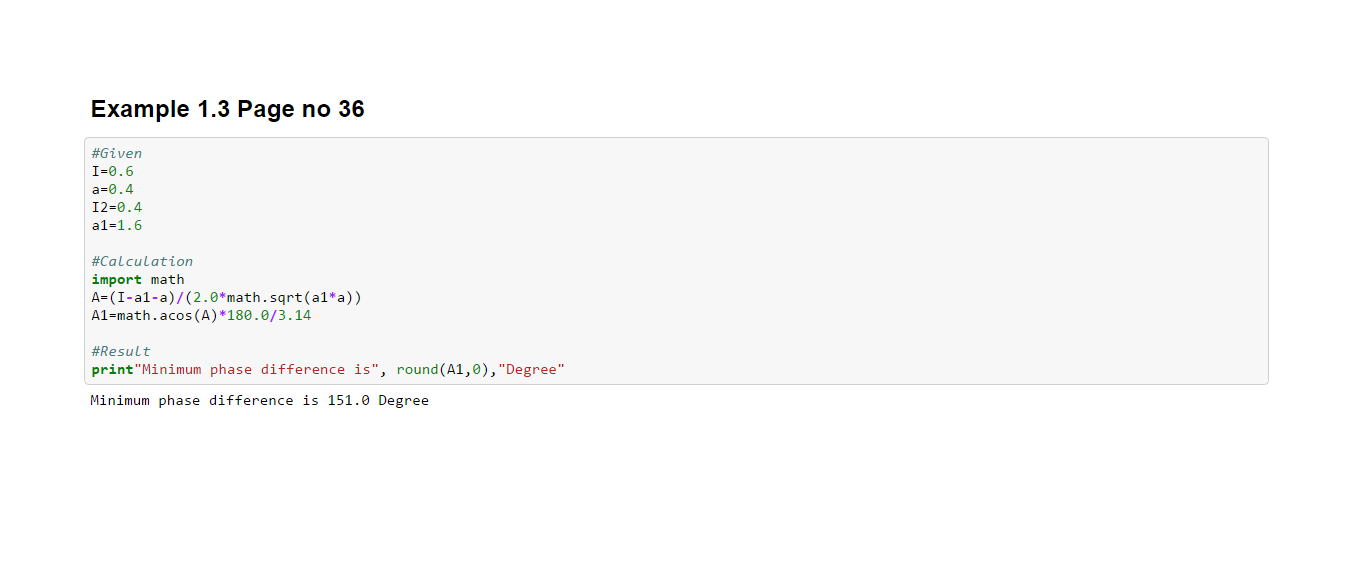 Example 1.3 Page no 36
#Given
I=0.6
a=0.4
I2=0.4
a1=1.6
#Calculation
import math
A=(I-a1-a)/(2.0*math.sqrt(a1*a))
A1=math.acos(A)*180.0/3.14
#Result
print"Minimum phase difference is", round(A1,0),"Degree"
Minimum phase difference is 151.0 Degree